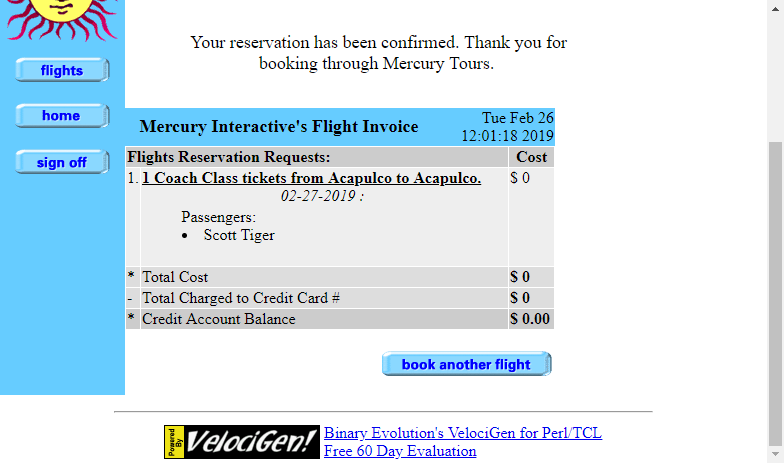 Your reservation has been confirmed. Thank you for
booking through Mercury Tours.
flights
home
sign off
Mercury Interactive's Flight Invoice
Tue Feb 26
12:01:18 2019
Flights Reservation Requests: Cost
1. 1 Coach Class tickets from Acapulco to Acapulco. $ 0
02-27-2019 :
Passengers:
• Scott Tiger
* Total Cost $ 0
- Total Charged to Credit Card # $ 0
* Credit Account Balance $ 0.00
book another flight
Powered By
VelociGen!
Binary Evolution's VelociGen for Perl/TCL
Free 60 Day Evaluation